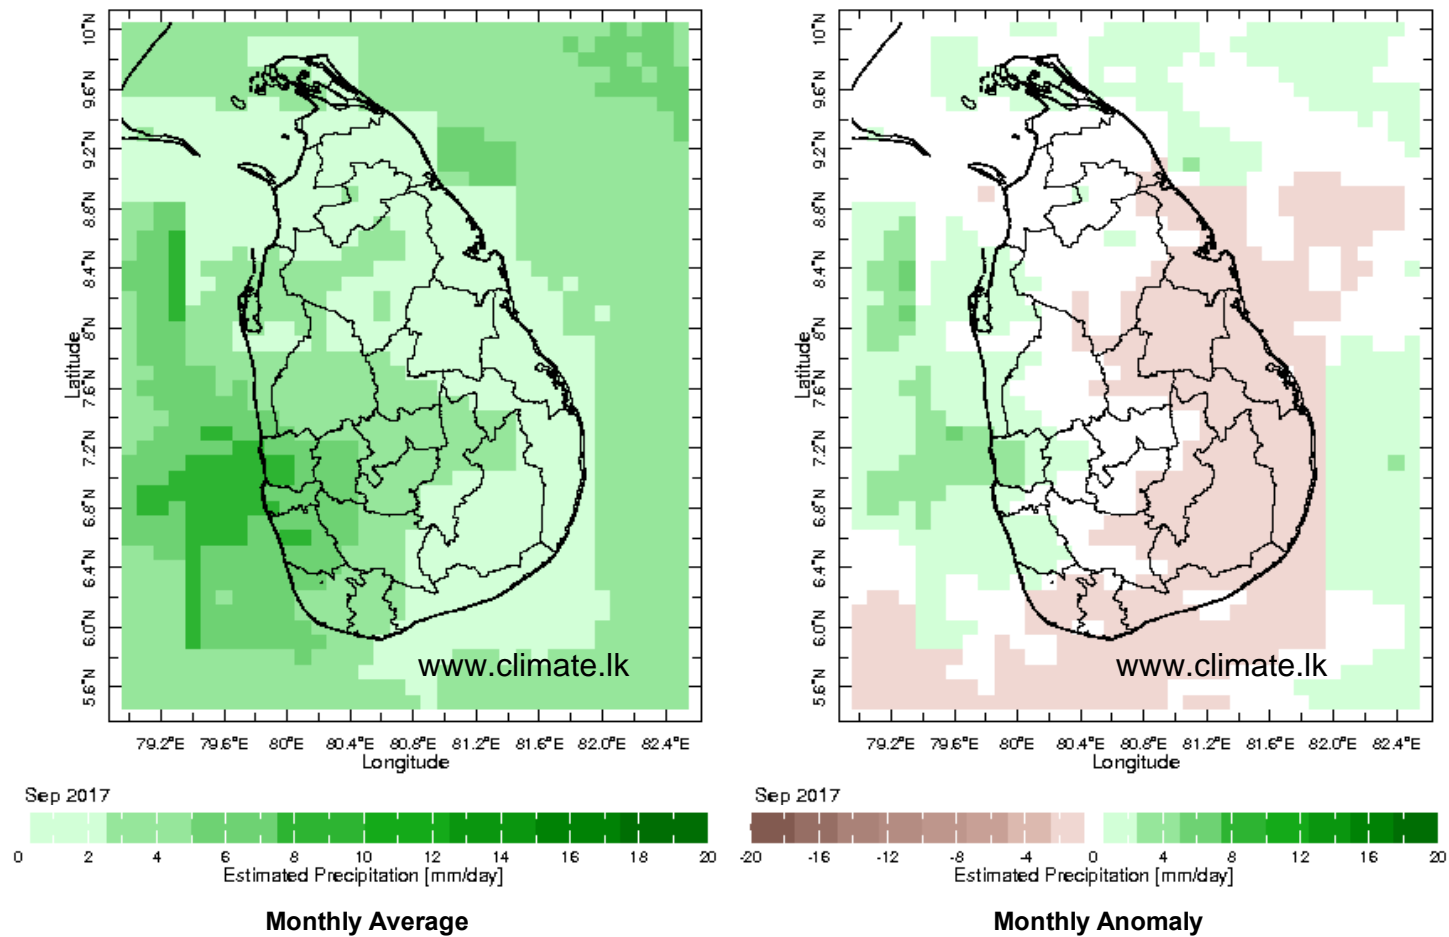 10°N
9.6°N
9.2°N
8.8°N
8.4°N
8°N
7.6°N
7.2°N
6.8°N
6.4°N
6.0°N
5.6°N
Latitude
www.climate.lk
79.2°E 79.6°E 80°E 80.4°E 80.8°E 81.2°E 81.6°E 82.0°E 82.4°E
Longitude
Sep 2017
0 2 4 6 8 10 12 14 16 18 20
Estimated Precipitation [mm/day]
Monthly Average
10°N
9.6°N
9.2°N
8.8°N
8.4°N
8°N
7.6°N
7.2°N
6.8°N
6.4°N
6.0°N
5.6°N
Latitude
www.climate.lk
79.2°E 79.6°E 80°E 80.4°E 80.8°E 81.2°E 81.6°E 82.0°E 82.4°E
Longitude
Sep 2017
-20 -16 -12 -8 -4 0 4 8 12 16 20
Estimated Precipitation [mm/day]
Monthly Anomaly